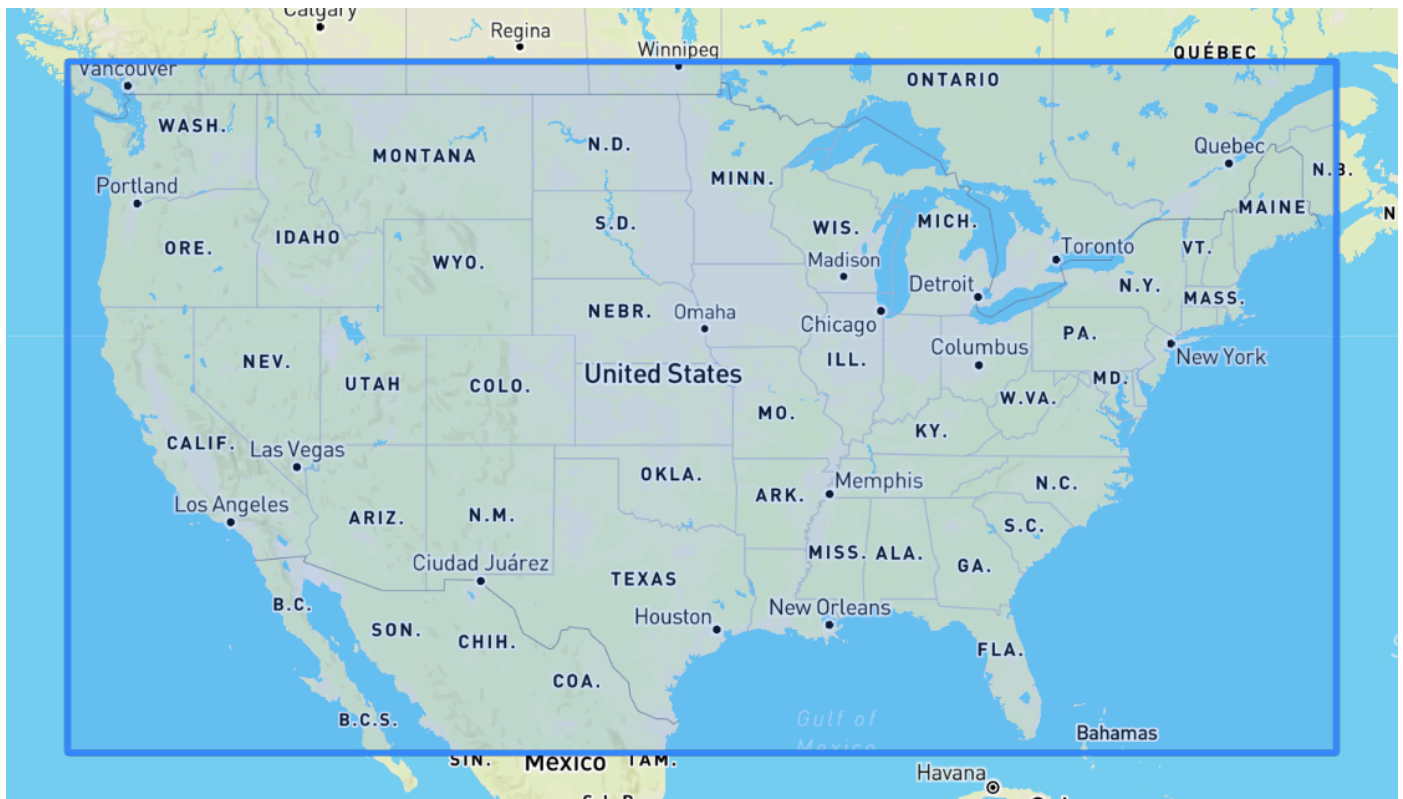 Calgary
Regina
Winnipeg
QUÉBEC
Vancouver
ONTARIO
WASH.
N.D.
MONTANA
Quebec
N.B.
Portland
MINN.
MAINE
N
S.D.
WIS.
MICH.
ORE.
IDAHO
Toronto
VT.
WYO.
Madison
Detroit
N.Y.
MASS.
NEBR.
Omaha
Chicago
PA.
Columbus
New York
NEV.
ILL.
United States
MD.
UTAH
COLO.
W.VA.
MO.
KY.
CALIF.
Las Vegas
OKLA.
Memphis
N.C.
ARK.
Los Angeles
ARIZ.
N.M.
S.C.
MISS.
ALA.
Ciudad Juárez
GA.
TEXAS
B.C.
New Orleans
Houston
SON.
CHIH.
FLA.
COA.
B.C.S.
Gulf of
Mexico
Bahamas
SIN.
Mexico
TAM.
Havana